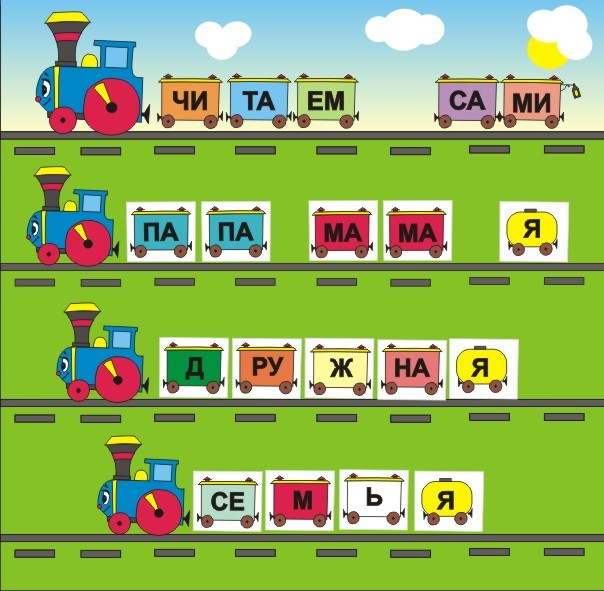 ЧИ ТА ЕМ СА МИ
ПА ПА МА МА Я
Д РУ Ж НА Я
СЕ М Ь Я